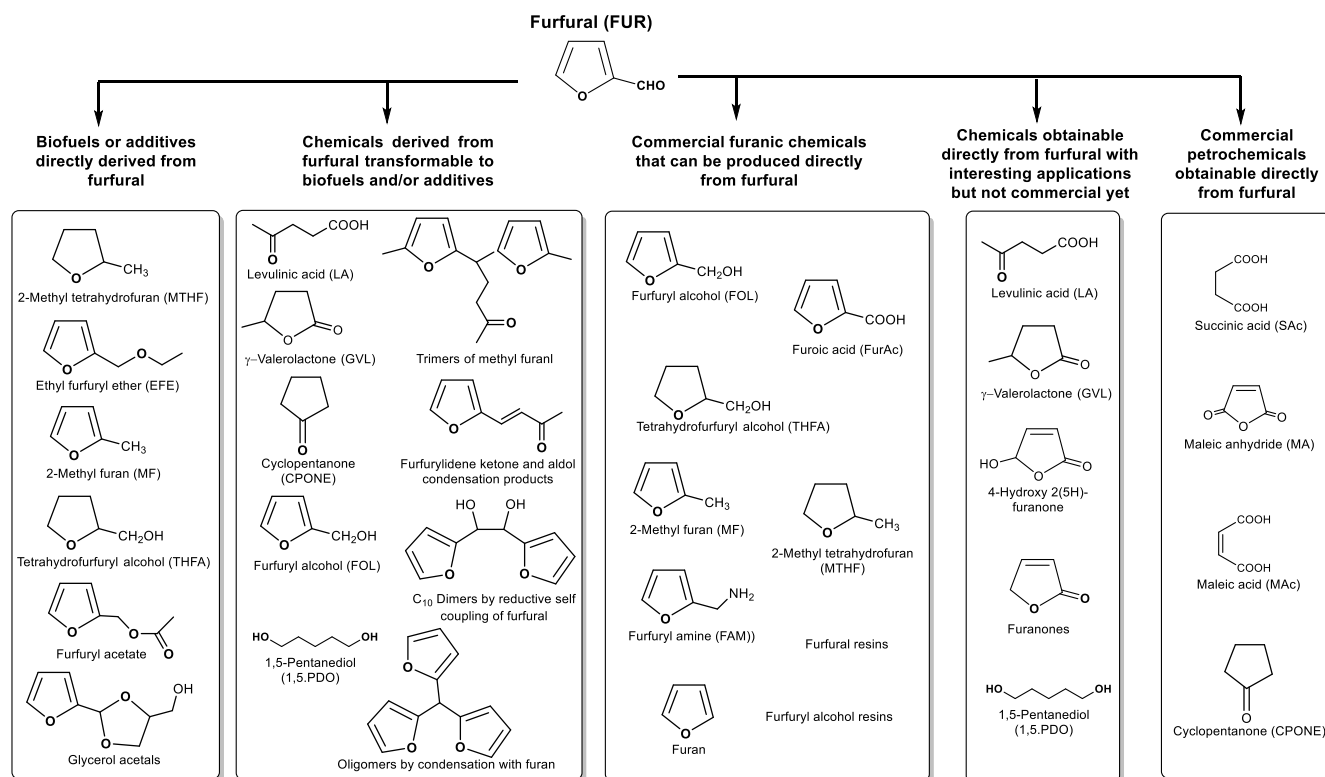 Furfural (FUR)
O
CHO
Biofuels or additives
directly derived from
furfural
Chemicals derived from
furfural transformable to
biofuels and/or additives
Commercial furanic chemicals
that can be produced directly
from furfural
Chemicals obtainable
directly from furfural with
interesting applications
but not commercial yet
Commercial
petrochemicals
obtainable directly
from furfural
O
CH3
2-Methyl tetrahydrofuran (MTHF)
O
O
Ethyl furfuryl ether (EFE)
O
CH3
2-Methyl furan (MF)
O
CH2OH
Tetrahydrofurfuryl alcohol (THFA)
O
O
O
Furfuryl acetate
O
O
O
OH
Glycerol acetals
COOH
O
Levulinic acid (LA)
O
O
γ–Valerolactone (GVL)
O
Cyclopentanone
(CPONE)
O
CH2OH
Furfuryl alcohol (FOL)
HO
OH
1,5-Pentanediol
(1,5.PDO)
O
O
O
Trimers of methyl furanl
O
O
Furfurylidene ketone and aldol
condensation products
HO
OH
O
O
C10 Dimers by reductive self
coupling of furfural
O
O
O
Oligomers by condensation with furan
O
CH2OH
Furfuryl alcohol (FOL)
O
COOH
Furoic acid (FurAc)
O
CH2OH
Tetrahydrofurfuryl alcohol (THFA)
O
CH3
2-Methyl furan (MF)
O
CH3
2-Methyl tetrahydrofuran
(MTHF)
O
NH2
Furfuryl amine (FAM))
Furfural resins
O
Furan
Furfuryl alcohol resins
COOH
O
Levulinic acid (LA)
O
O
γ–Valerolactone (GVL)
HO
O
O
4-Hydroxy 2(5H)-
furanone
O
O
Furanones
HO
OH
1,5-Pentanediol
(1,5.PDO)
COOH
COOH
Succinic acid (SAc)
O
O
O
Maleic anhydride (MA)
COOH
COOH
Maleic acid (MAc)
O
Cyclopentanone (CPONE)